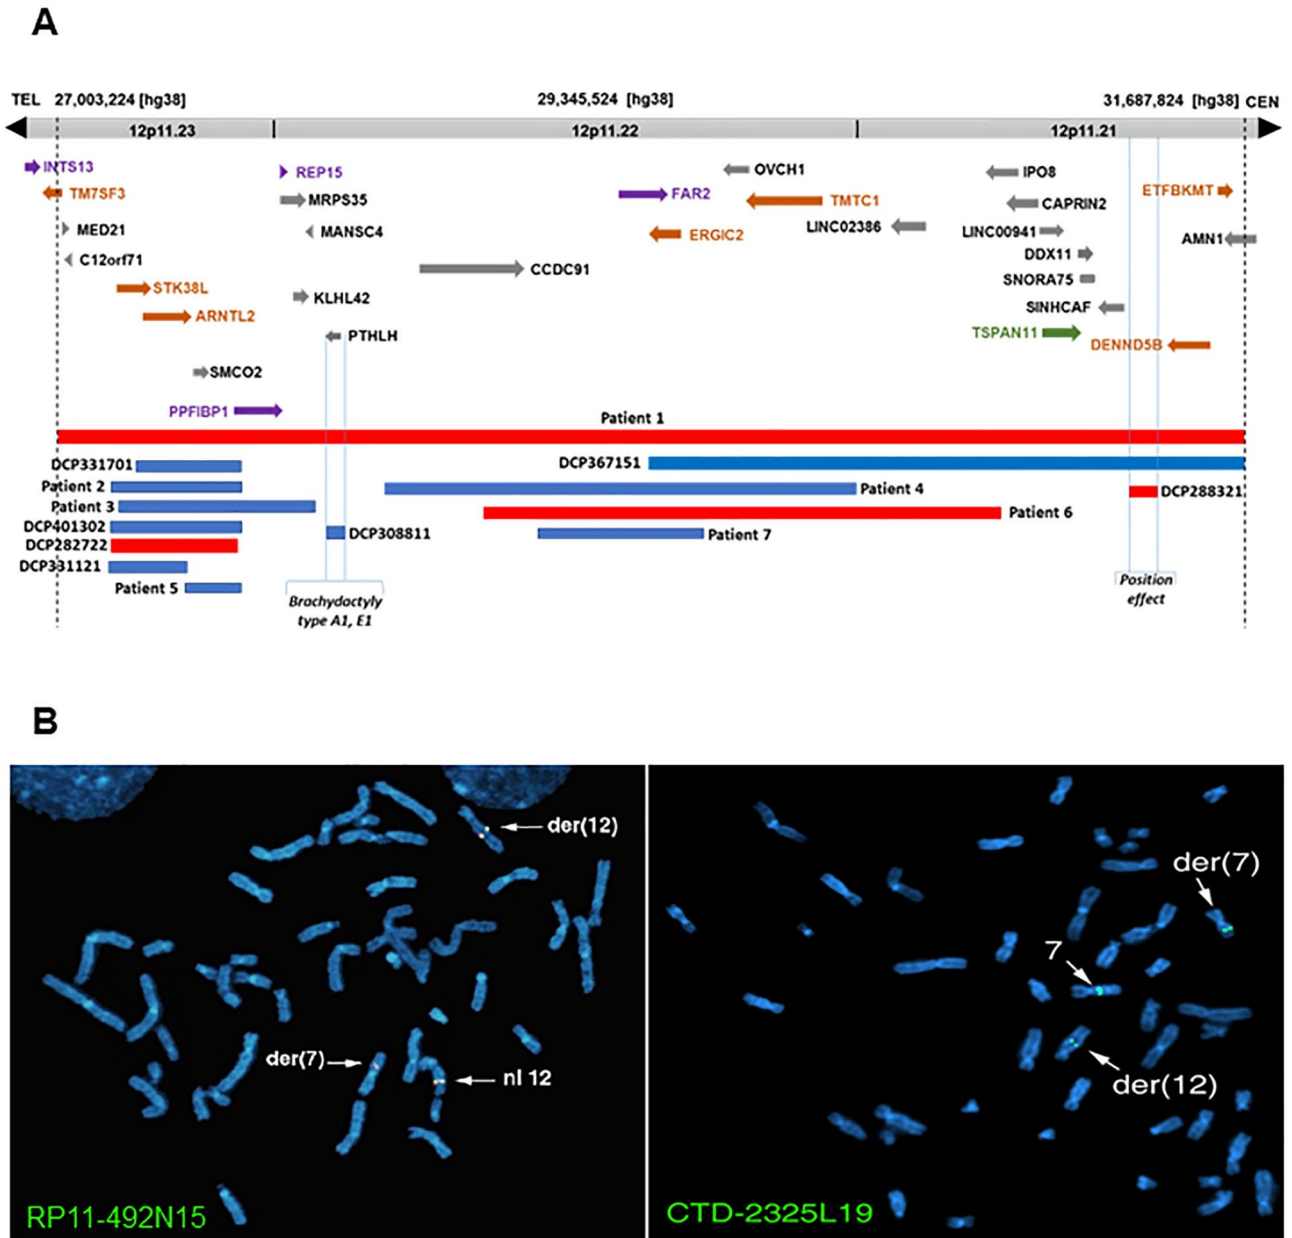 A
TEL 27,003,224 [hg38] 29,345,524 [hg38] 31,687,824 [hg38] CEN
12p11.23 12p11.22 12p11.21
INTS13 REP15 OVCH1 IPO8
TM7SF3 MRPS35 FAR2 TMTC1 CAPRIN2 ETFBKMT
MED21 MANSC4 ERGIC2 LINC02386 LINC00941 AMN1
C12orf71 CCDC91 DDX11
STK38L KLHL42 SNORA75
ARNTL2 SINHCAF
PTHLH TSPAN11 DENND5B
SMCO2
PPFIBP1
Patient 1
DCP331701 DCP367151
Patient 2 Patient 4 DCP288321
Patient 3 Patient 6
DCP401302 DCP308811 Patient 7
DCP282722
DCP331121
Patient 5
Brachydactyly
type A1, E1
Position
effect
B
der(12)
der(7) nl 12
RP11-492N15
der(7)
7
der(12)
CTD-2325L19